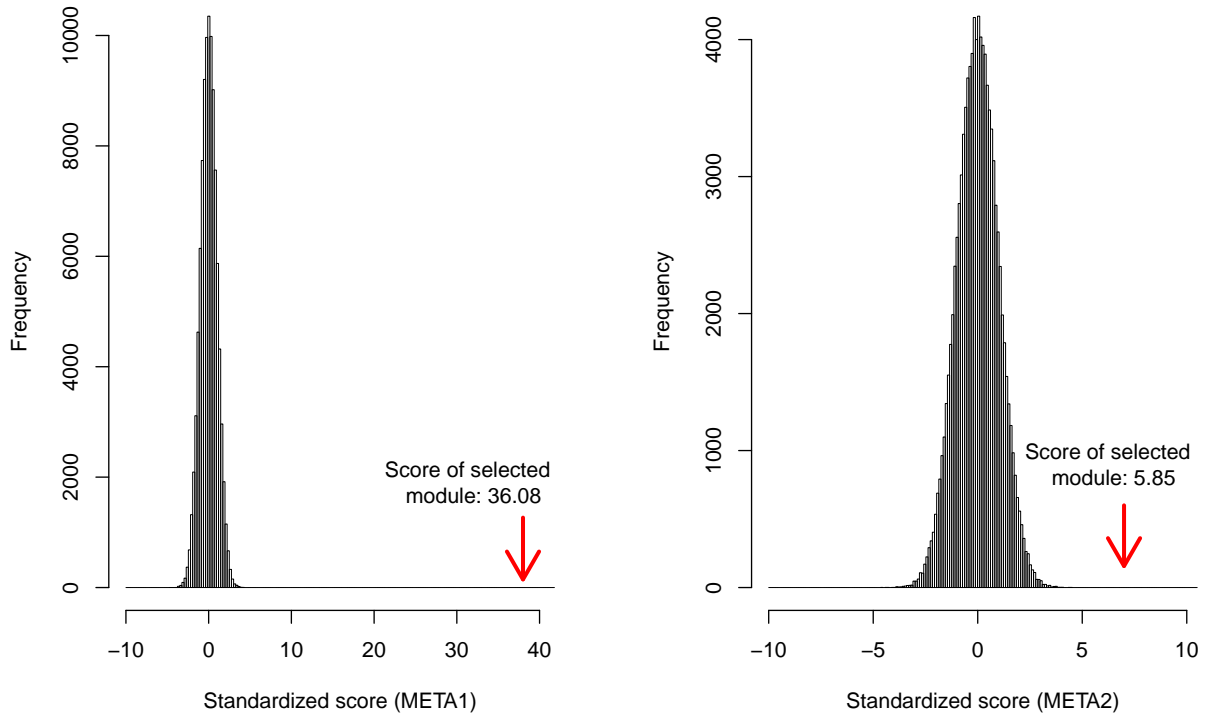 10000
8000
6000
4000
2000
0
Frequency
Score of selected
module: 36.08
−10
0
10
20
30
40
Standardized score (META1)
4000
3000
2000
1000
0
Frequency
Score of selected
module: 5.85
−10
−5
0
5
10
Standardized score (META2)